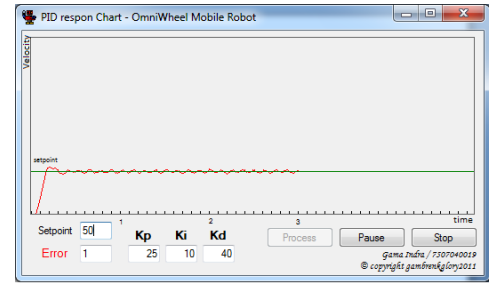 PID respon Chart - OmniWheel Mobile Robot
Velocity
setpoint
1 2 3 time
Setpoint 50 Kp Ki Kd Process Pause Stop
Error 1 25 10 40
Gama Indra / 7307040019
© copyright gambrenkglory2011